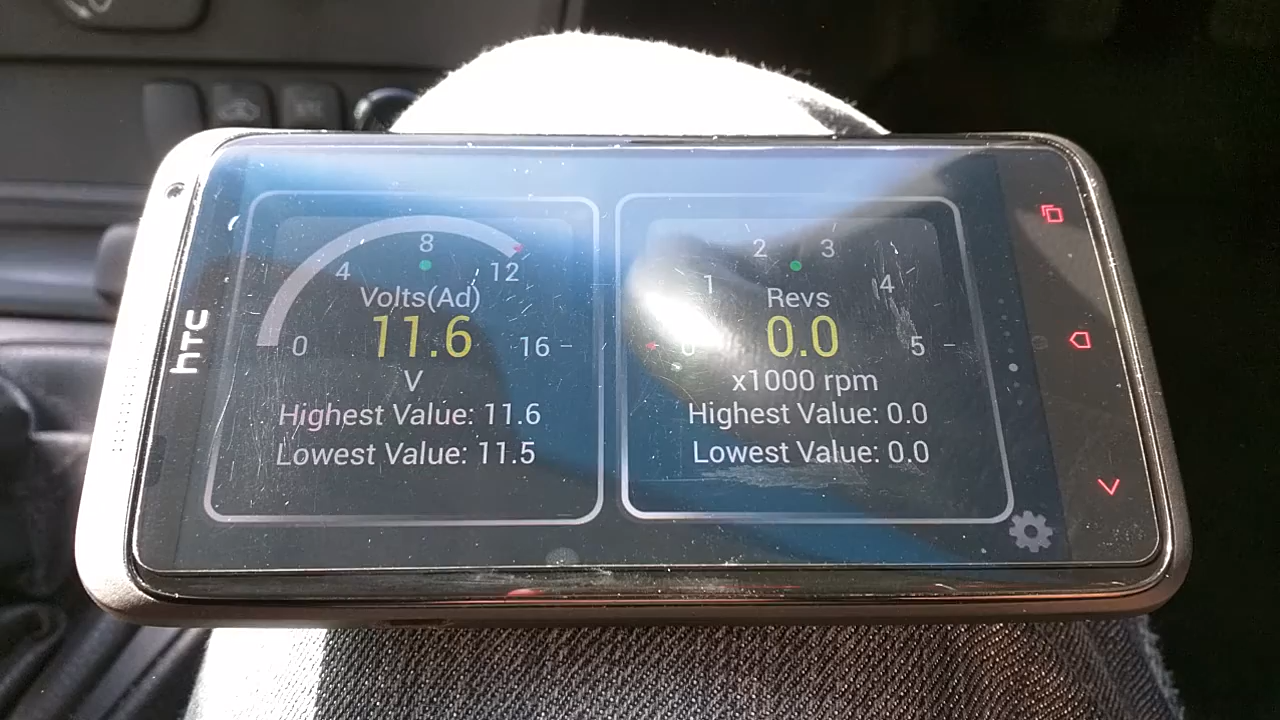 htc
8
4
12
Volts(Ad)
11.6
0
16
V
Highest Value: 11.6
Lowest Value: 11.5
2
3
1
4
Revs
0.0
0
5
x1000 rpm
Highest Value: 0.0
Lowest Value: 0.0